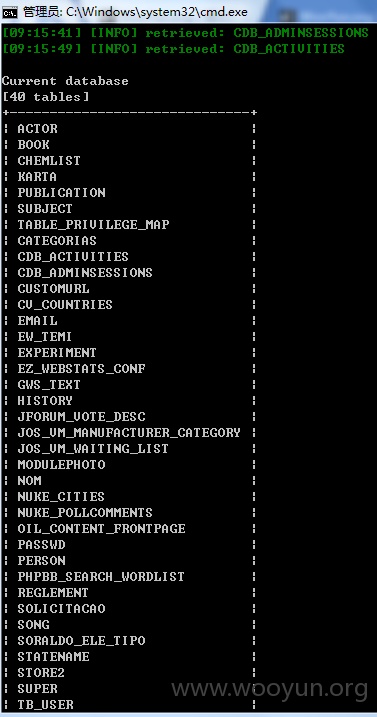 管理员: C:\Windows\system32\cmd.exe
[09:15:41] [INFO] retrieved: CDB_ADMINSESSIONS
[09:15:49] [INFO] retrieved: CDB_ACTIVITIES
Current database
[40 tables]
+------------------------------+
| ACTOR |
| BOOK |
| CHEMLIST |
| KARTA |
| PUBLICATION |
| SUBJECT |
| TABLE_PRIVILEGE_MAP |
| CATEGORIAS |
| CDB_ACTIVITIES |
| CDB_ADMINSESSIONS |
| CUSTOMURL |
| CV_COUNTRIES |
| EMAIL |
| EW_TEMI |
| EXPERIMENT |
| EZ_WEBSTATS_CONF |
| GWS_TEXT |
| HISTORY |
| JFORUM_VOTE_DESC |
| JOS_VM_MANUFACTURER_CATEGORY |
| JOS_VM_WAITING_LIST |
| MODULEPHOTO |
| NOM |
| NUKE_CITIES |
| NUKE_POLLCOMMENTS |
| OIL_CONTENT_FRONTPAGE |
| PASSWD |
| PERSON |
| PHPBB_SEARCH_WORDLIST |
| REGLEMENT |
| SOLICITACAO |
| SONG |
| SORALDO_ELE_TIPO |
| STATENAME |
| STORE2 |
| SUPER |
| TB_USER |
www.wooyun.org